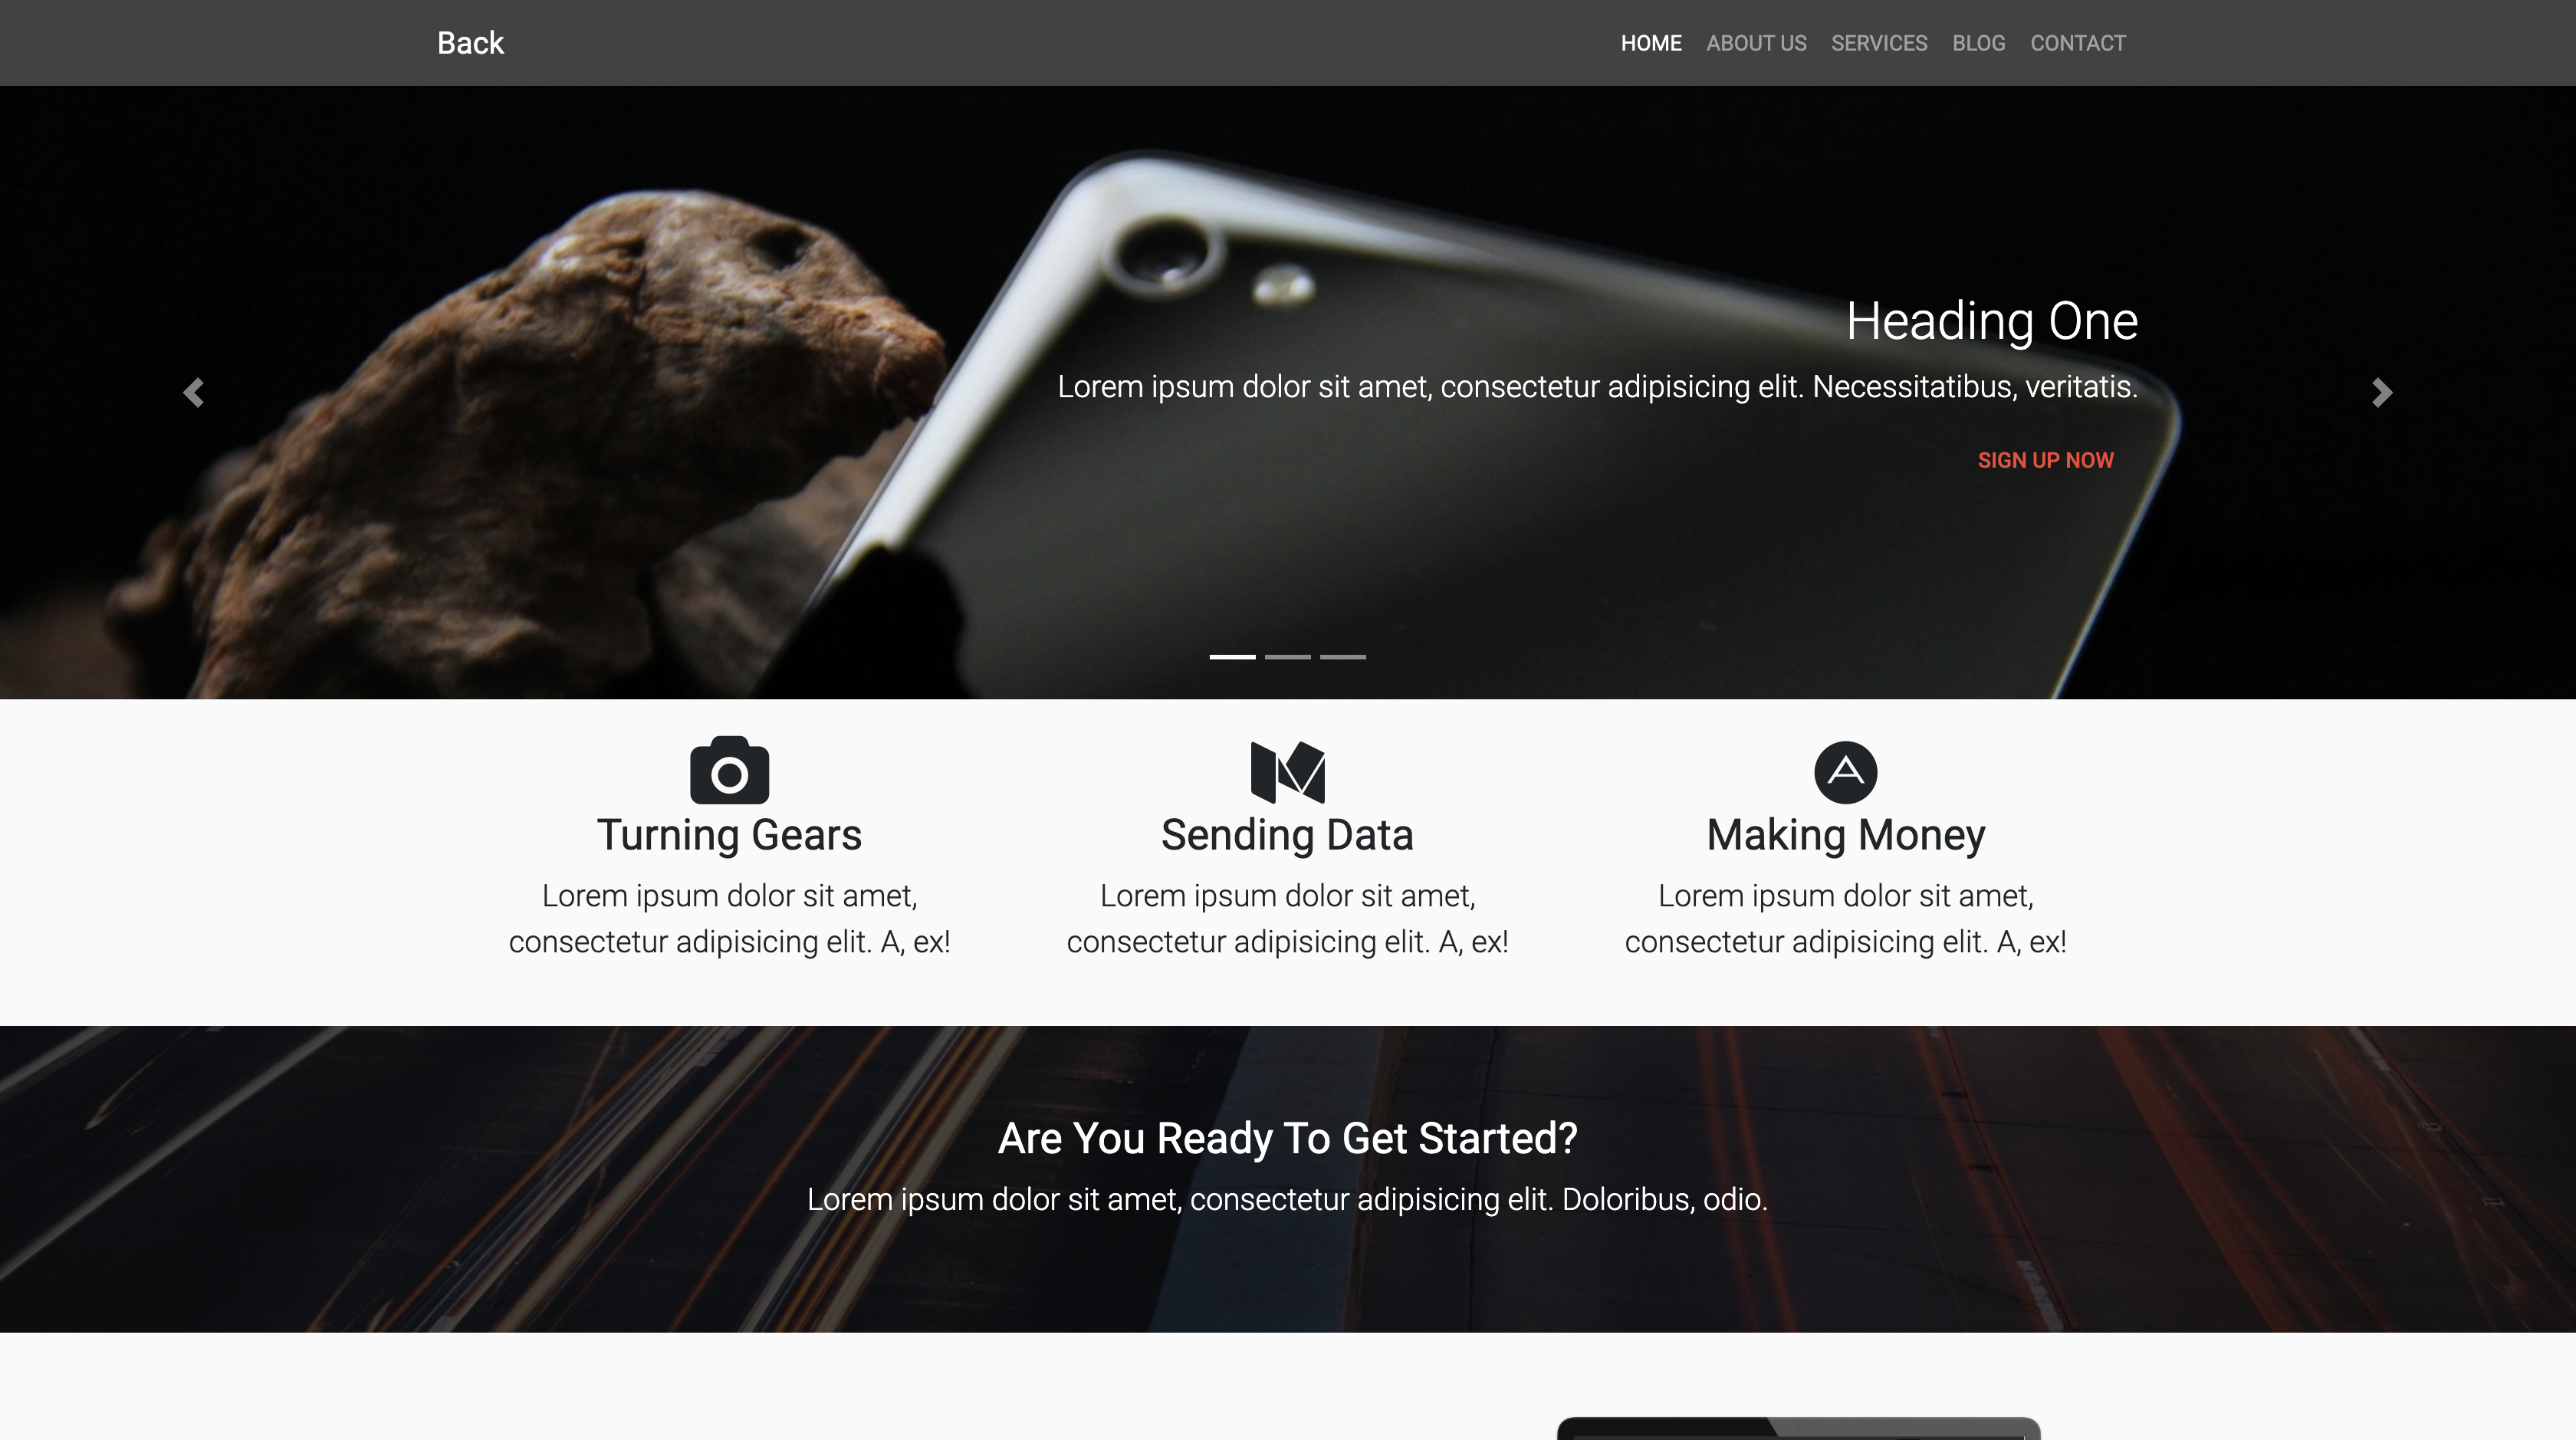 Back
HOME ABOUT US SERVICES BLOG CONTACT
Heading One
Lorem ipsum dolor sit amet, consectetur adipisicing elit. Necessitatibus, veritatis.
SIGN UP NOW
Turning Gears
Lorem ipsum dolor sit amet,
consectetur adipisicing elit. A, ex!
Sending Data
Lorem ipsum dolor sit amet,
consectetur adipisicing elit. A, ex!
Making Money
Lorem ipsum dolor sit amet,
consectetur adipisicing elit. A, ex!
Are You Ready To Get Started?
Lorem ipsum dolor sit amet, consectetur adipisicing elit. Doloribus, odio.